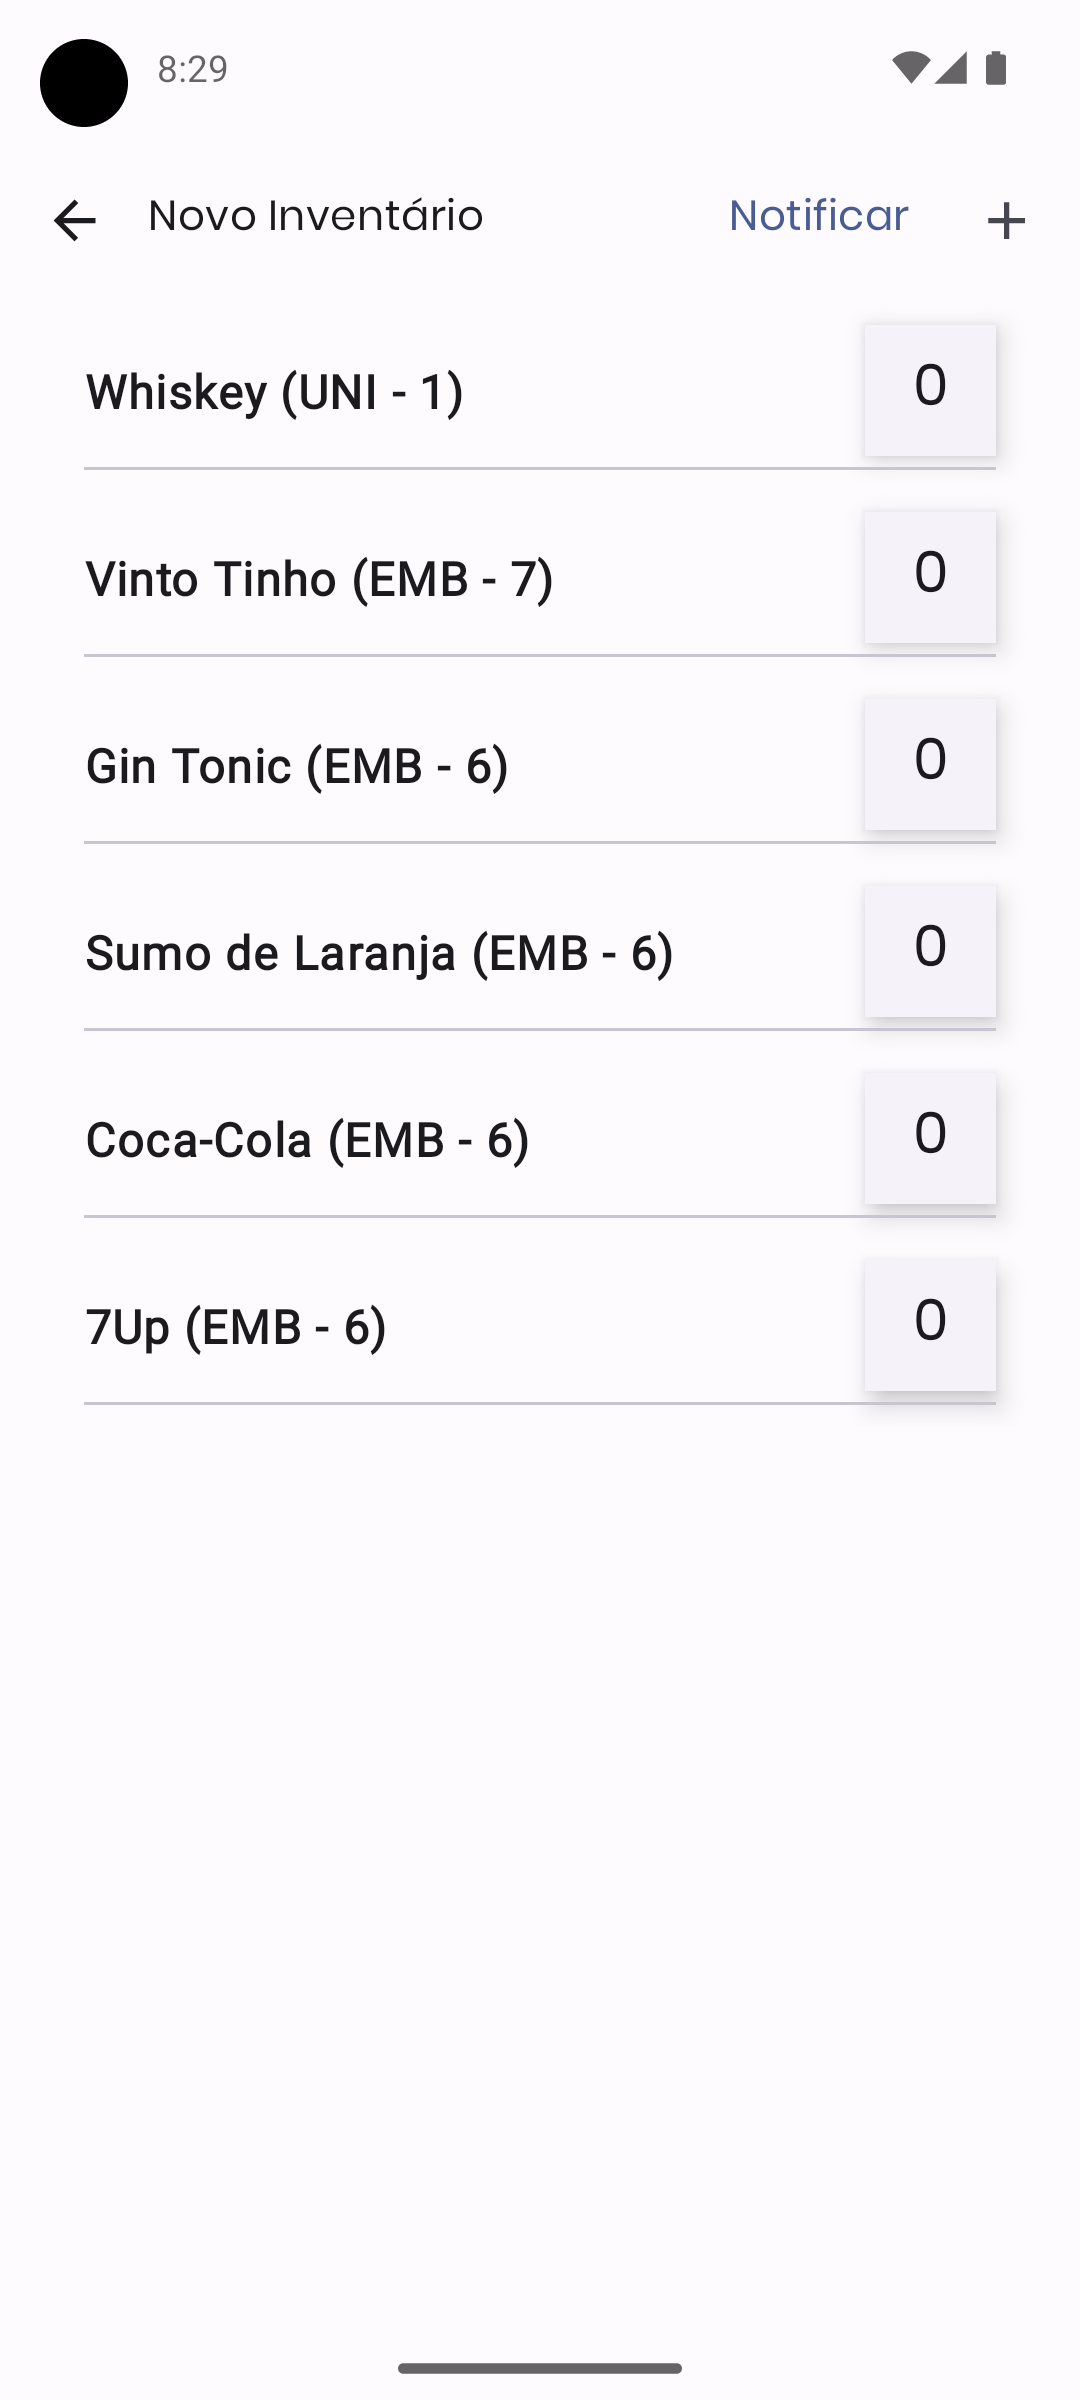 8:29
Novo Inventário Notificar
Whiskey (UNI - 1) 0
Vinto Tinho (EMB - 7) 0
Gin Tonic (EMB - 6) 0
Sumo de Laranja (EMB - 6) 0
Coca-Cola (EMB - 6) 0
7Up (EMB - 6) 0